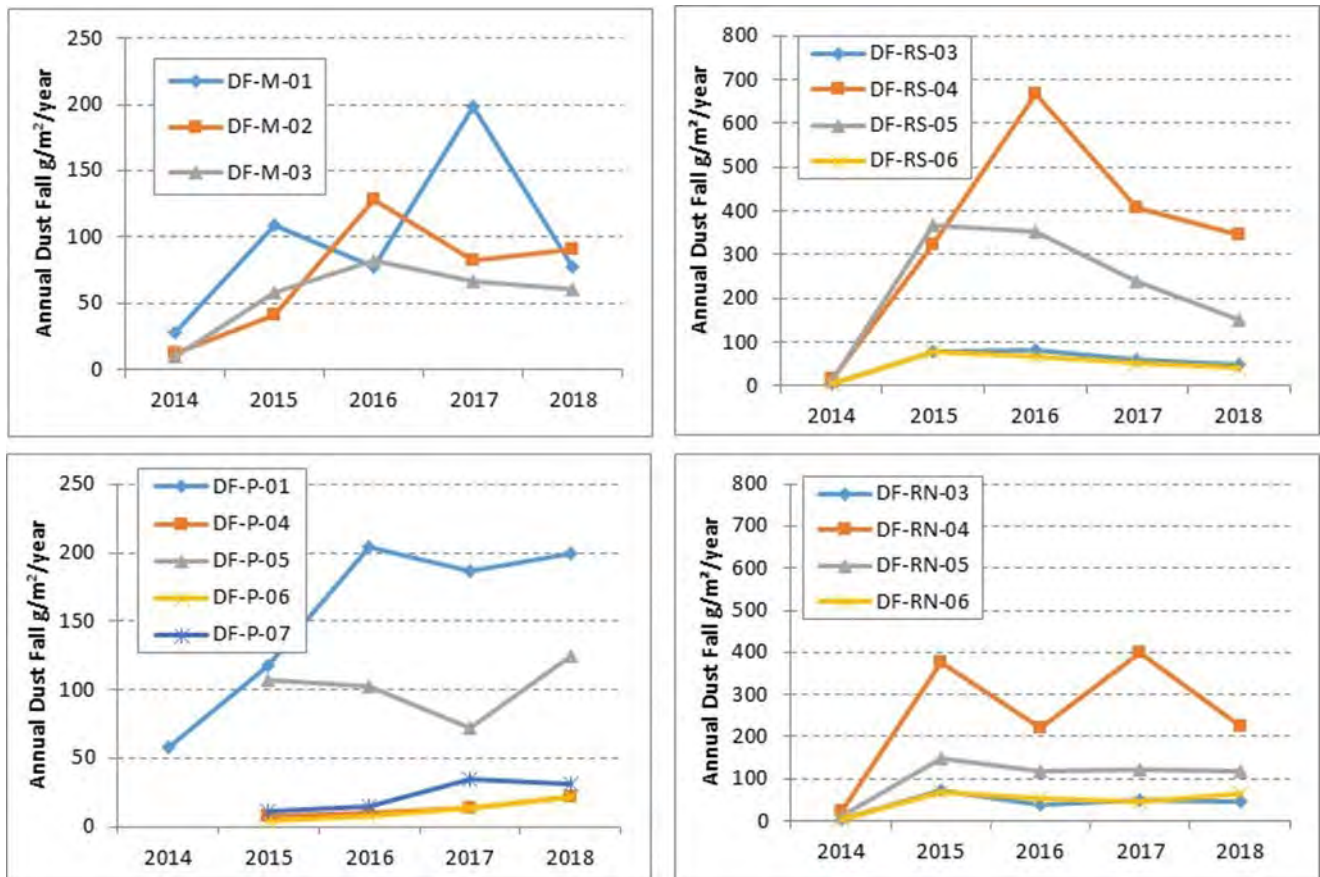 Annual Dust Fall g/m²/year
250
200
150
100
50
0
DF-M-01
DF-M-02
DF-M-03
2014 2015 2016 2017 2018
Annual Dust Fall g/m²/year
800
700
600
500
400
300
200
100
0
DF-RS-03
DF-RS-04
DF-RS-05
DF-RS-06
2014 2015 2016 2017 2018
Annual Dust Fall g/m²/year
250
200
150
100
50
0
DF-P-01
DF-P-04
DF-P-05
DF-P-06
DF-P-07
2014 2015 2016 2017 2018
Annual Dust Fall g/m²/year
800
700
600
500
400
300
200
100
0
DF-RN-03
DF-RN-04
DF-RN-05
DF-RN-06
2014 2015 2016 2017 2018